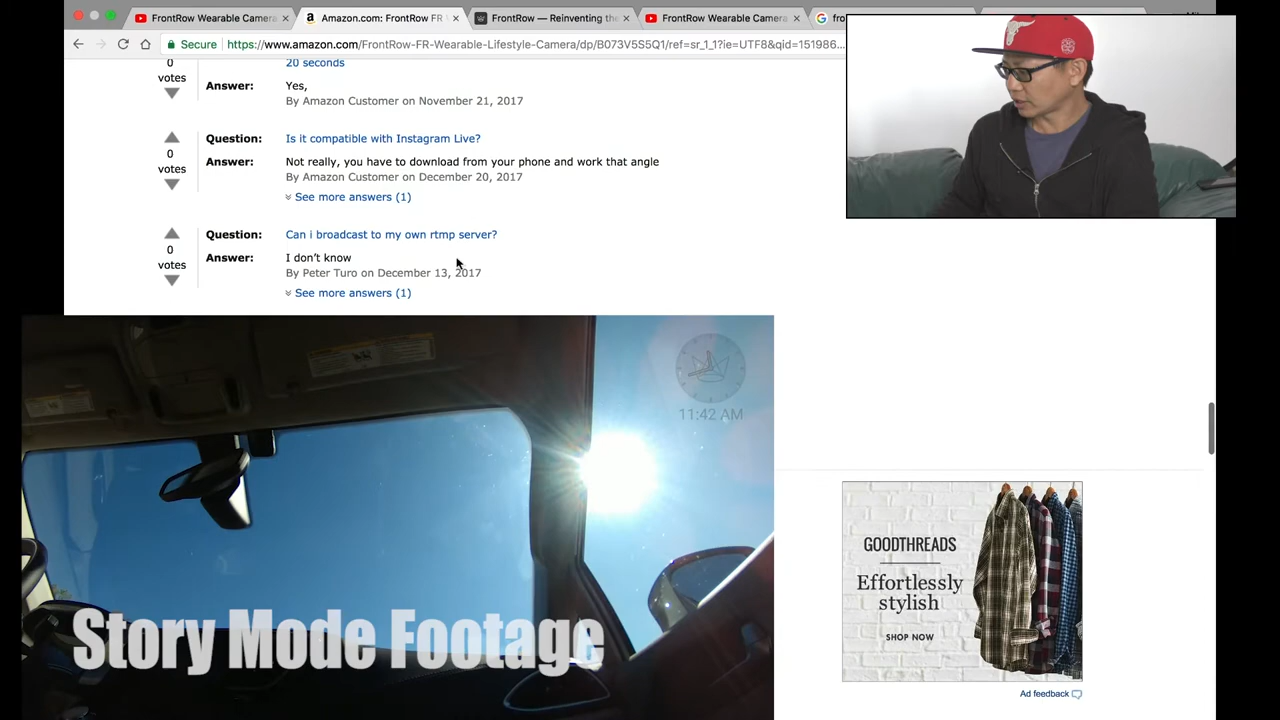 FrontRow Wearable Camera
Amazon.com: FrontRow FR
FrontRow — Reinventing the
FrontRow Wearable Camera
Secure
https://www.amazon.com/FrontRow-FR-Wearable-Lifestyle-Camera/dp/B073V5S5Q1/ref=sr_1_1?ie=UTF8&qid=151986...
0
votes
20 seconds
Answer:
Yes,
By Amazon Customer on November 21, 2017
0
votes
Question:
Is it compatible with Instagram Live?
Answer:
Not really, you have to download from your phone and work that angle
By Amazon Customer on December 20, 2017
See more answers (1)
0
votes
Question:
Can i broadcast to my own rtmp server?
Answer:
I don't know
By Peter Turo on December 13, 2017
See more answers (1)
11:42 AM
Story Mode Footage
GOODTHREADS
Effortlessly
stylish
SHOP NOW
Ad feedback